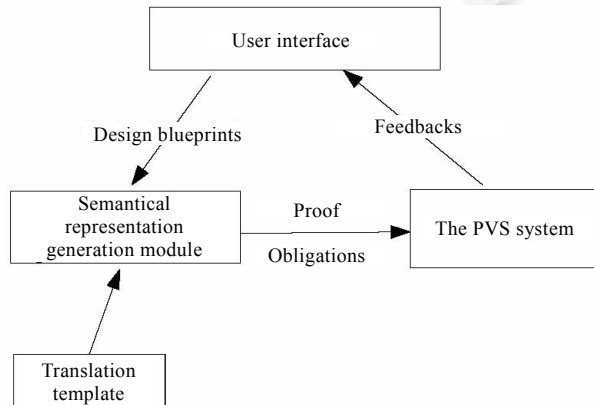 User interface
Design blueprints
Feedbacks
Semantical
representation
generation module
Proof
Obligations
The PVS system
Translation
template